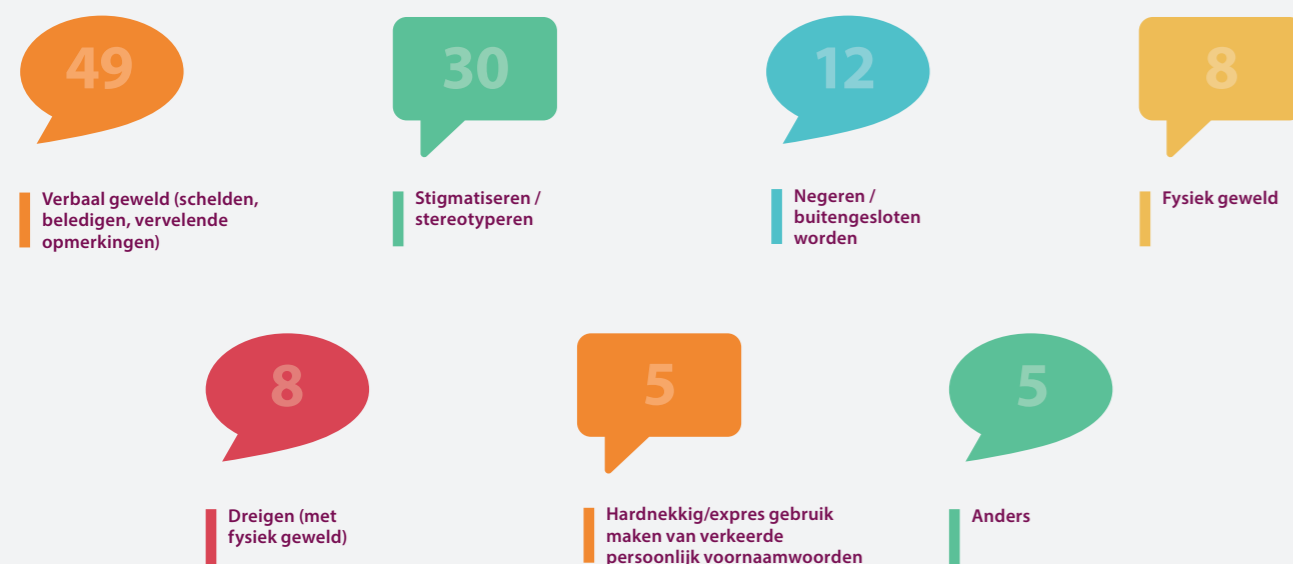 49
30
12
8
Verbaal geweld (schelden,
beledigen, vervelende
opmerkingen)
Stigmatiseren /
stereotyperen
Negeren /
buitengesloten
worden
Fysiek geweld
8
5
5
Dreigen (met
fysiek geweld)
Hardnekkig/expres gebruik
maken van verkeerde
persoonlijk voornaamwoorden
Anders